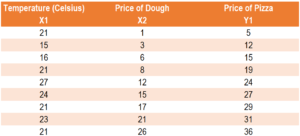 Temperature (Celsius) Price of Dough Price of Pizza
X1 X2 Y1
21 1 5
15 3 12
16 6 15
21 8 19
27 12 24
24 15 27
21 17 29
23 21 31
21 26 36